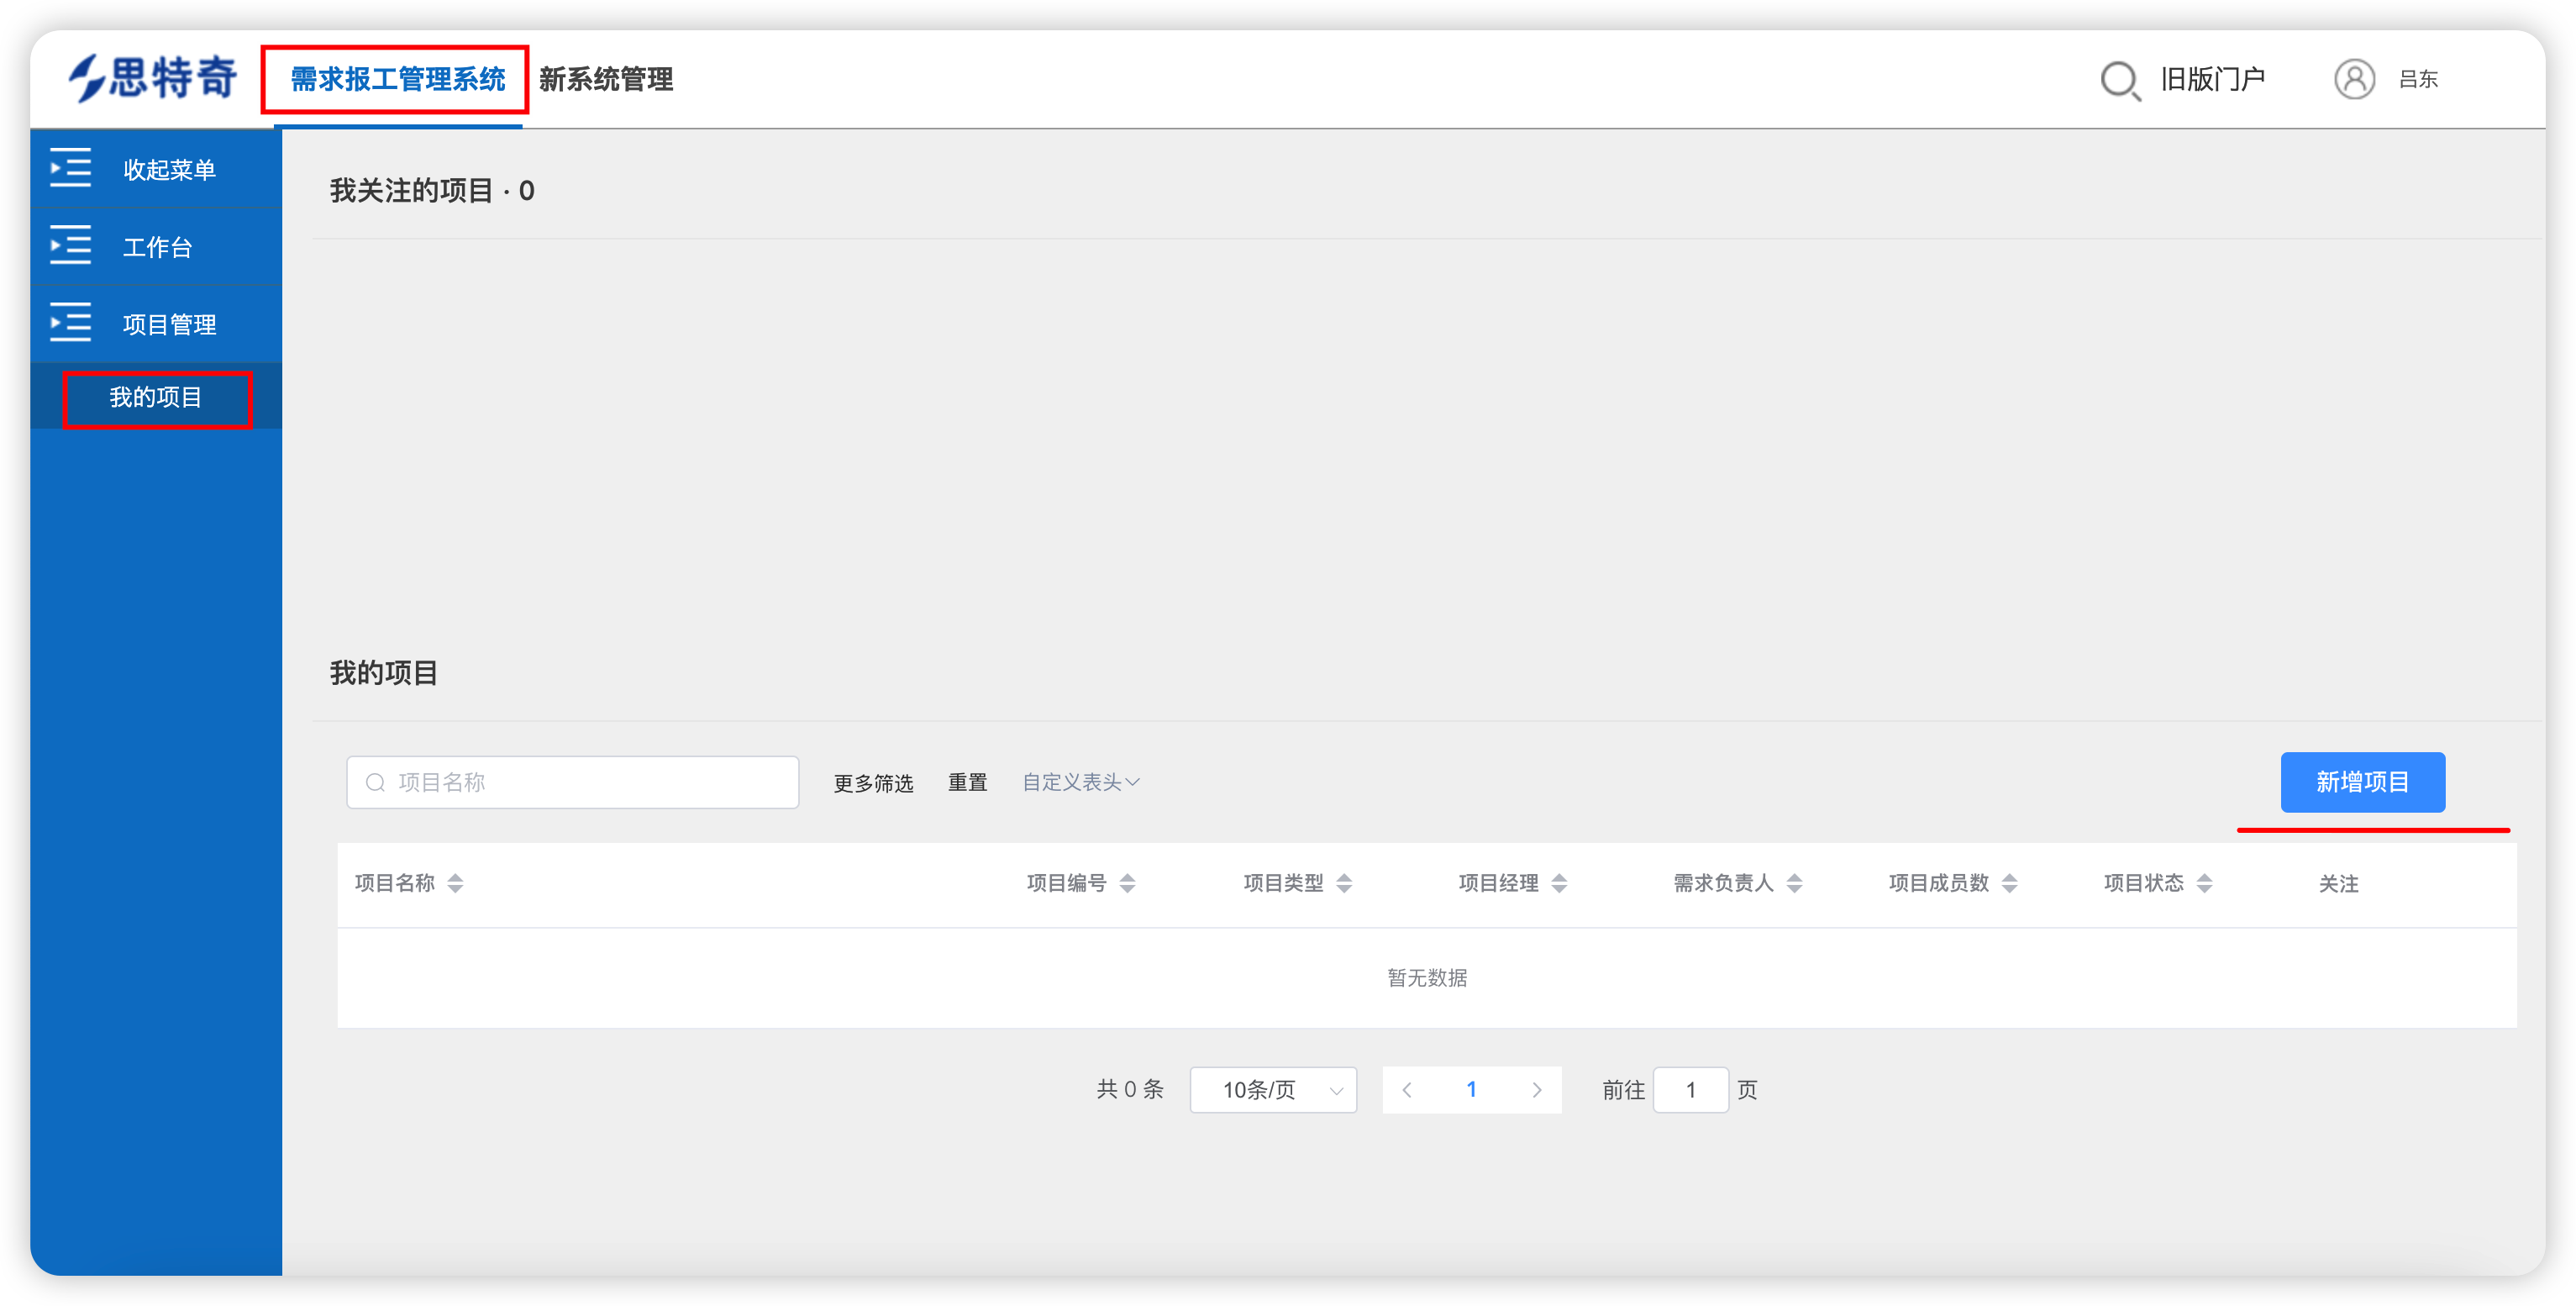 思特奇 需求报工管理系统 新系统管理 旧版门户 吕东
收起菜单
工作台
项目管理
我的项目
我关注的项目 · 0
我的项目
项目名称 更多筛选 重置 自定义表头 新增项目
项目名称 项目编号 项目类型 项目经理 需求负责人 项目成员数 项目状态 关注
暂无数据
共 0 条 10条/页 1 前往 1 页